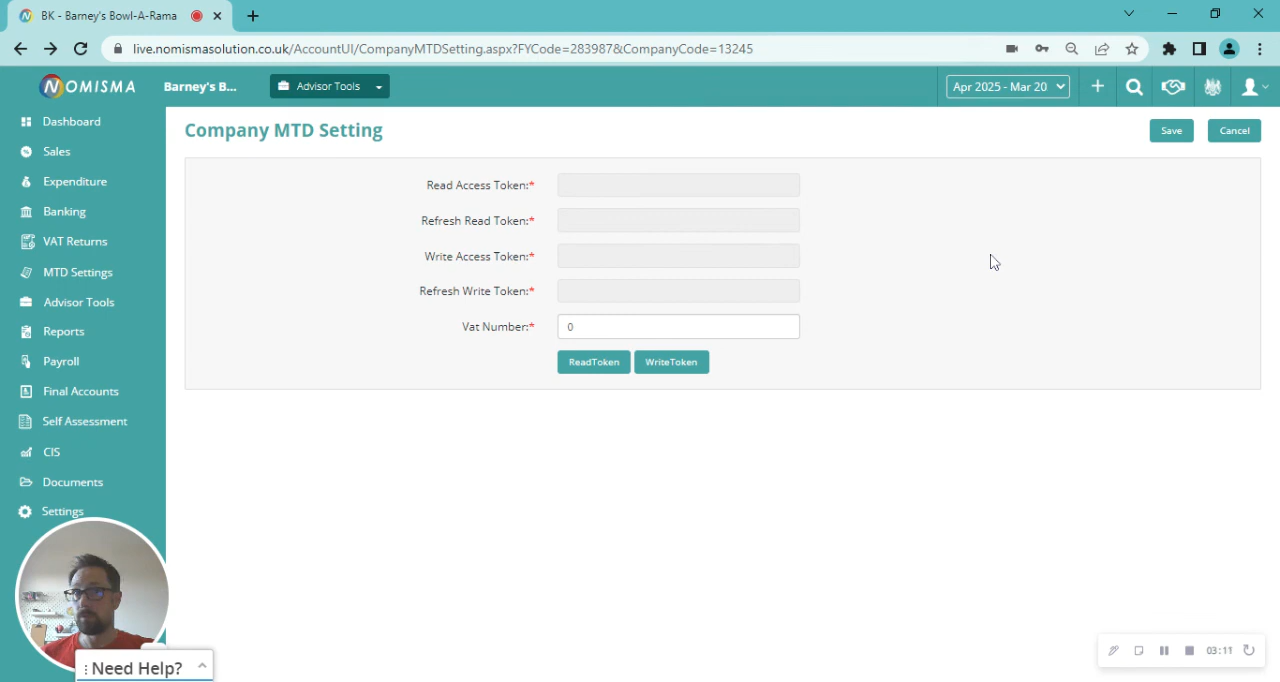 BK - Barney's Bowl-A-Rama
live.nomismasolution.co.uk/AccountUI/CompanyMTDSetting.aspx?FYCode=283987&CompanyCode=13245
NOMISMA
Barney's B...
Advisor Tools
Apr 2025 - Mar 20
Dashboard
Sales
Expenditure
Banking
VAT Returns
MTD Settings
Advisor Tools
Reports
Payroll
Final Accounts
Self Assessment
CIS
Documents
Settings
Company MTD Setting
Save
Cancel
Read Access Token:*
Refresh Read Token:*
Write Access Token:*
Refresh Write Token:*
Vat Number:*
0
ReadToken
WriteToken
Need Help?
03:11